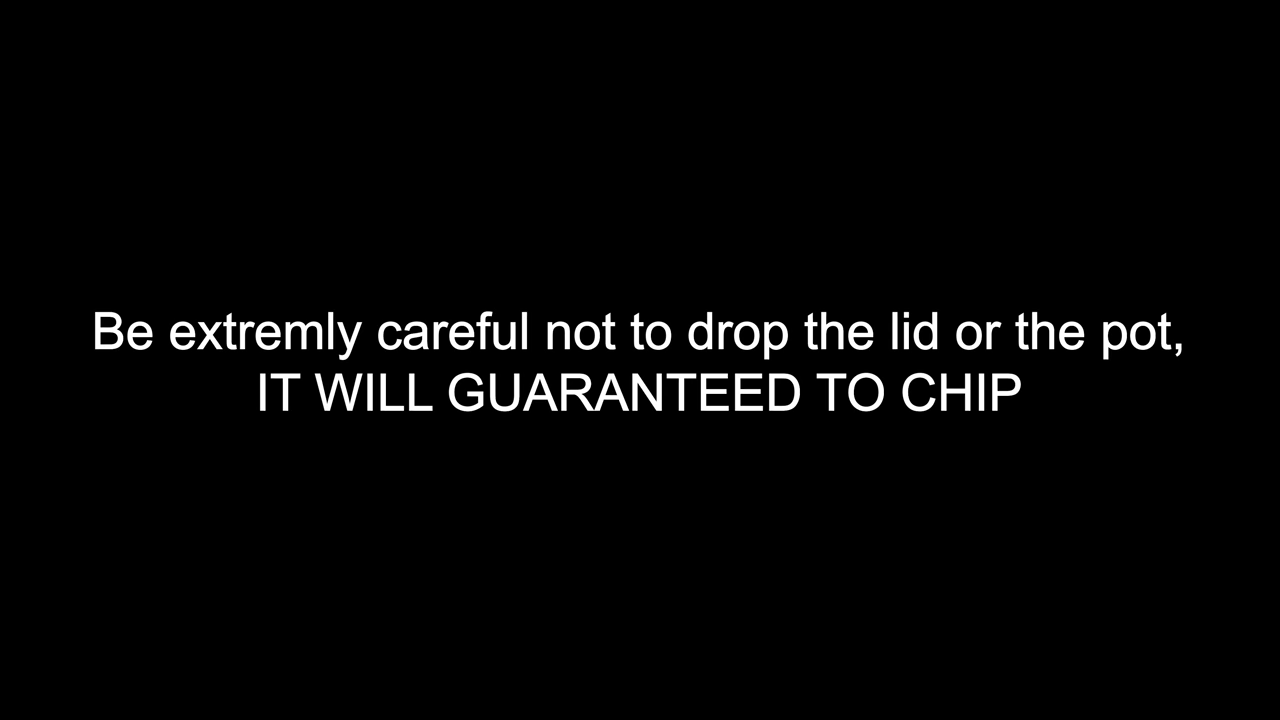 Be extremly careful not to drop the lid or the pot,
IT WILL GUARANTEED TO CHIP